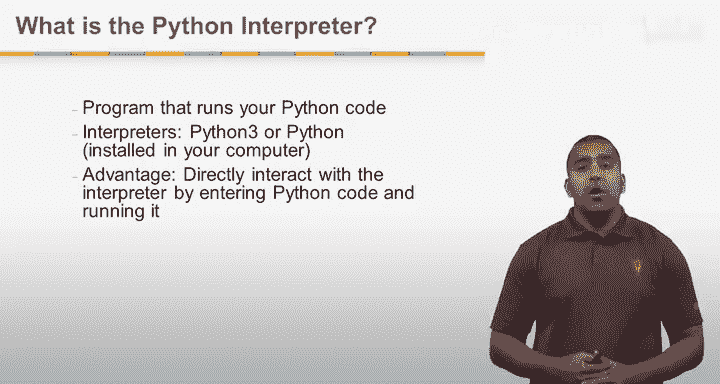 What is the Python Interpreter?
- Program that runs your Python code
- Interpreters: Python3 or Python
(installed in your computer)
- Advantage: Directly interact with the
interpreter by entering Python code and
running it